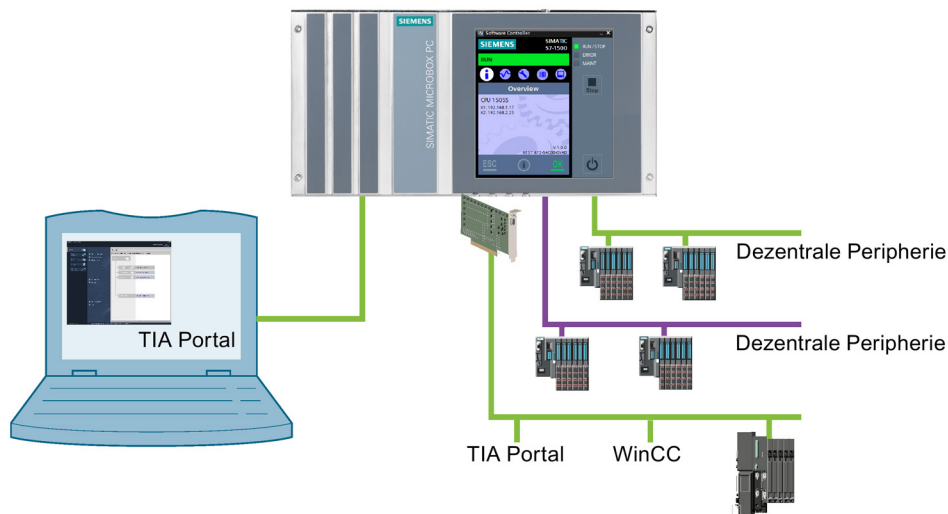 SIEMENS
SIMATIC MICROBOX PC
Software Controller
SIEMENS
SIMATIC
S7-1500
RUN
RUN / STOP
ERROR
MAINT
Stop
Overview
CPU 1505S
ESC
OK
TIA Portal
Dezentrale Peripherie
Dezentrale Peripherie
TIA Portal
WinCC